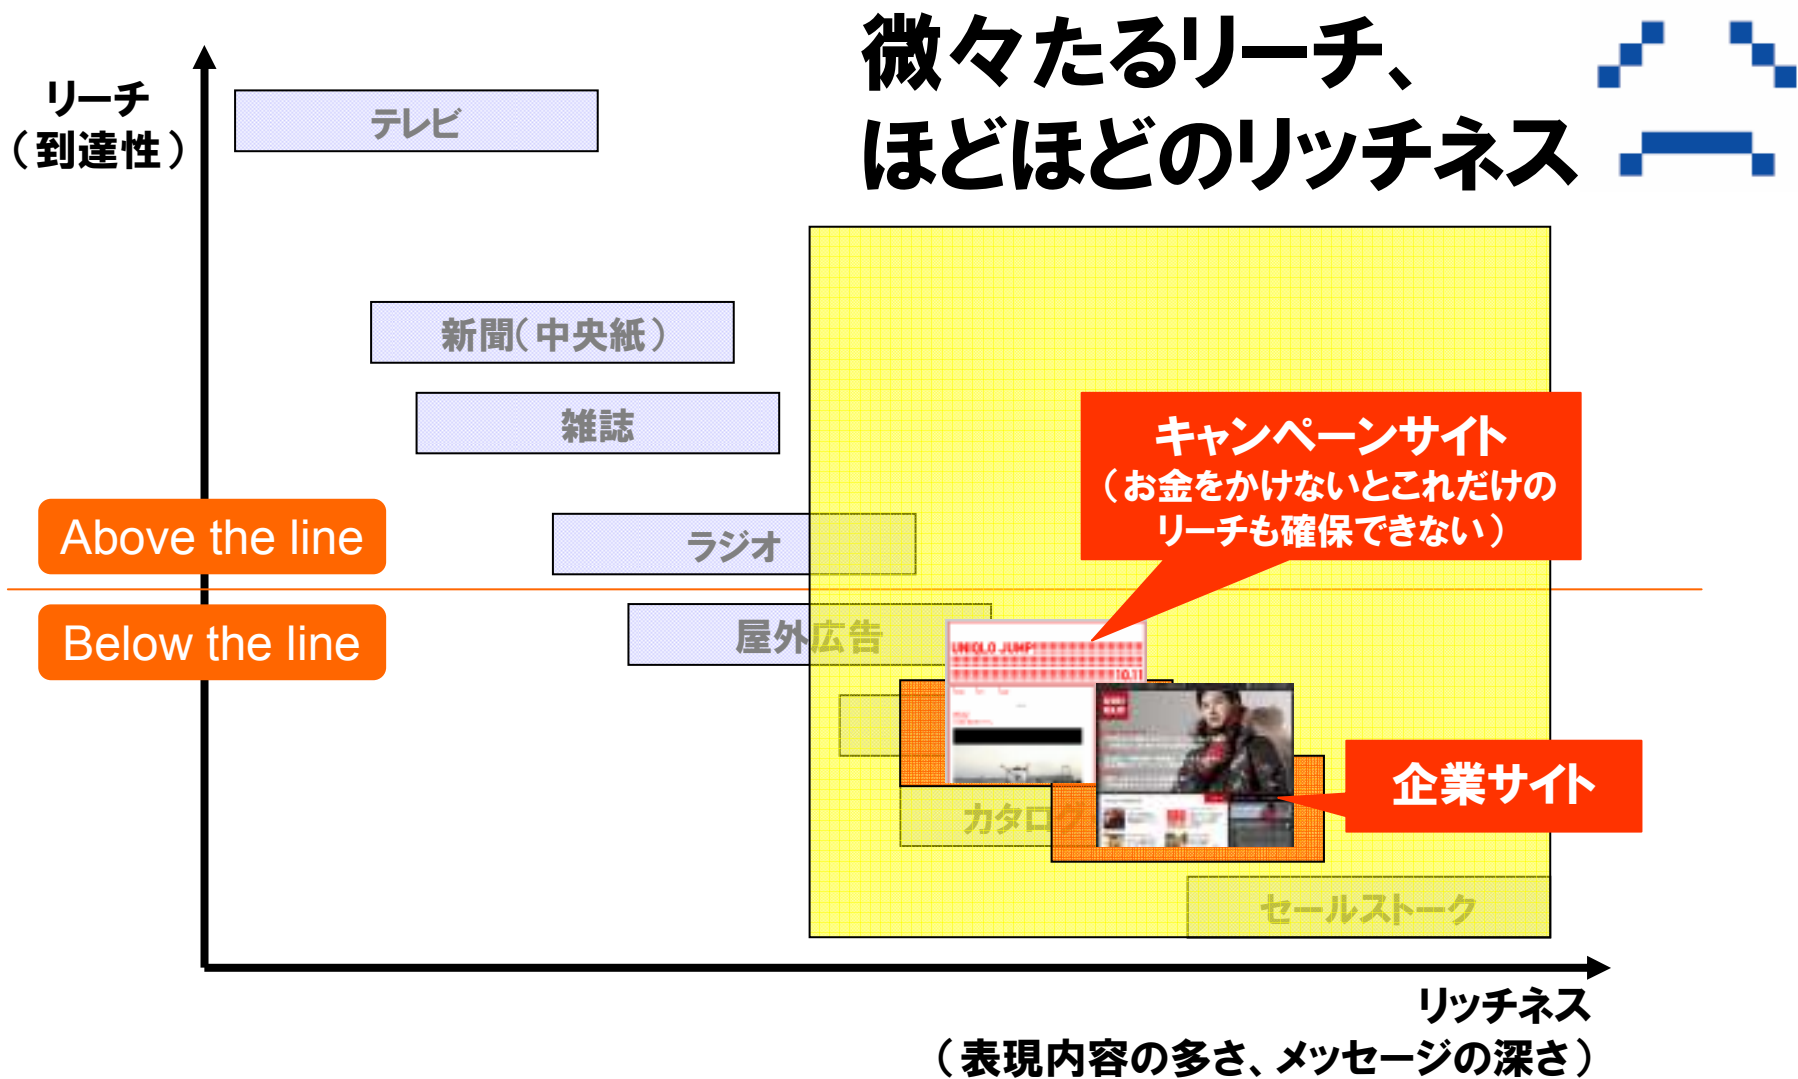 微々たるリーチ、
ほどほどのリッチネス
リーチ
（到達性）
テレビ
新聞（中央紙）
雑誌
キャンペーンサイト
（お金をかけないとこれだけの
リーチも確保できない）
Above the line
ラジオ
Below the line
屋外広告
UNIQLO JUMP
10.11
企業サイト
カタログ
セールストーク
リッチネス
（表現内容の多さ、メッセージの深さ）